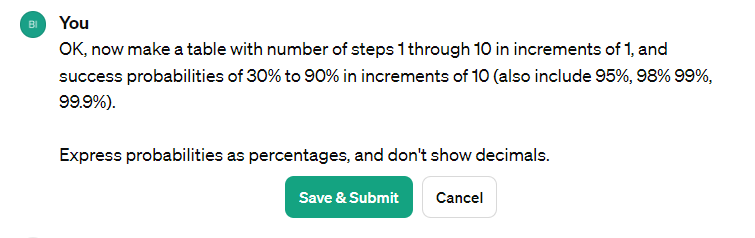 BI
You
OK, now make a table with number of steps 1 through 10 in increments of 1, and
success probabilities of 30% to 90% in increments of 10 (also include 95%, 98% 99%,
99.9%).
Express probabilities as percentages, and don't show decimals.
Save & Submit
Cancel